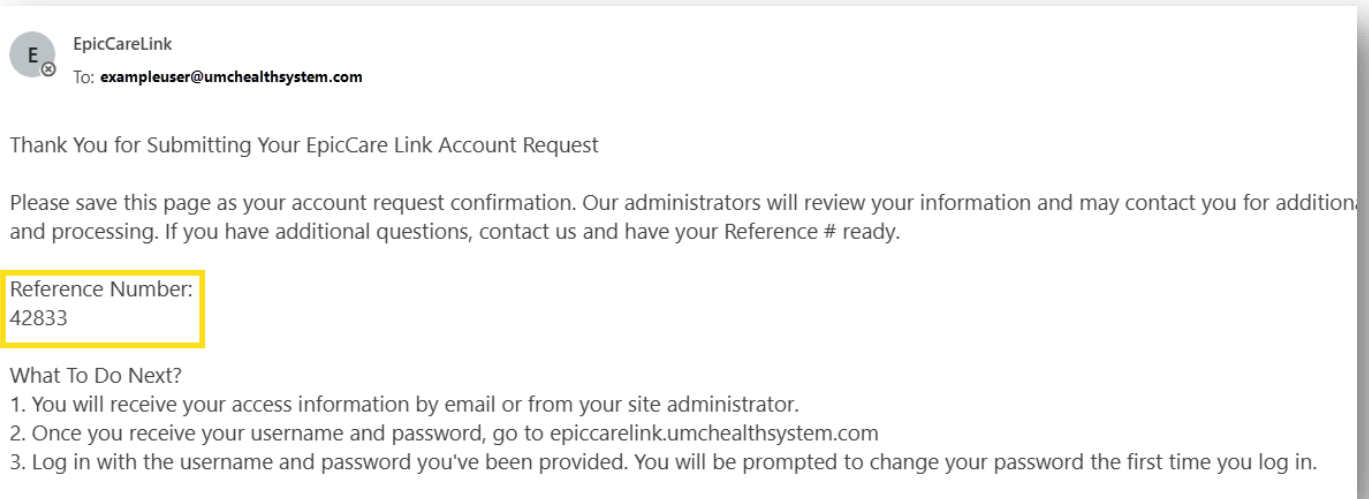 E
EpicCareLink
To: exampleuser@umchealthsystem.com
Thank You for Submitting Your EpicCare Link Account Request
Please save this page as your account request confirmation. Our administrators will review your information and may contact you for
and processing. If you have additional questions, contact us and have your Reference # ready.
Reference Number:
42833
What To Do Next?
1. You will receive your access information by email or from your site administrator.
2. Once you receive your username and password, go to epiccarelink.umchealthsystem.com
3. Log in with the username and password you've been provided. You will be prompted to change your password the first time you log in.